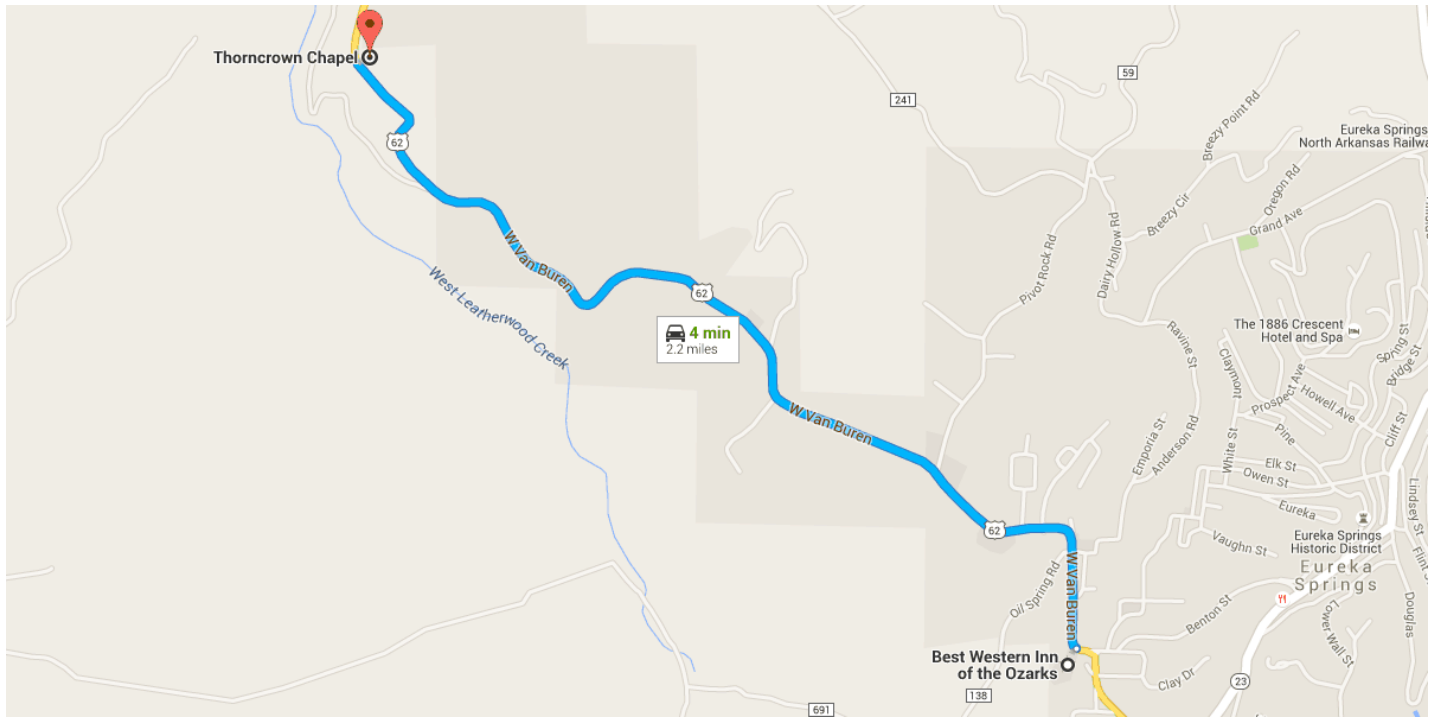 Thorncrown Chapel
59
241
Breezy Point Rd
Eureka Springs
North Arkansas Railwa
62
Oregon Rd
Breezy Cir
Grand Ave
Dairy Hollow Rd
Pivot Rock Rd
W Van Buren
West Leatherwood Creek
62
4 min
2.2 miles
The 1886 Crescent
Hotel and Spa
Ravine St
Spring St
Bridge St
Claymont
Prospect Ave
Howell Ave
Cliff St
W Van Buren
Pine
White St
Emporia St
Anderson Rd
Elk St
Owen St
Eureka
Lindsey St
62
Vaughn St
Eureka Springs
Historic District
Eureka
Springs
Flint St
Oil Spring Rd
W Van Buren
Benton St
Lower Wall St
Douglas
Best Western Inn
of the Ozarks
Clay Dr
23
138
691